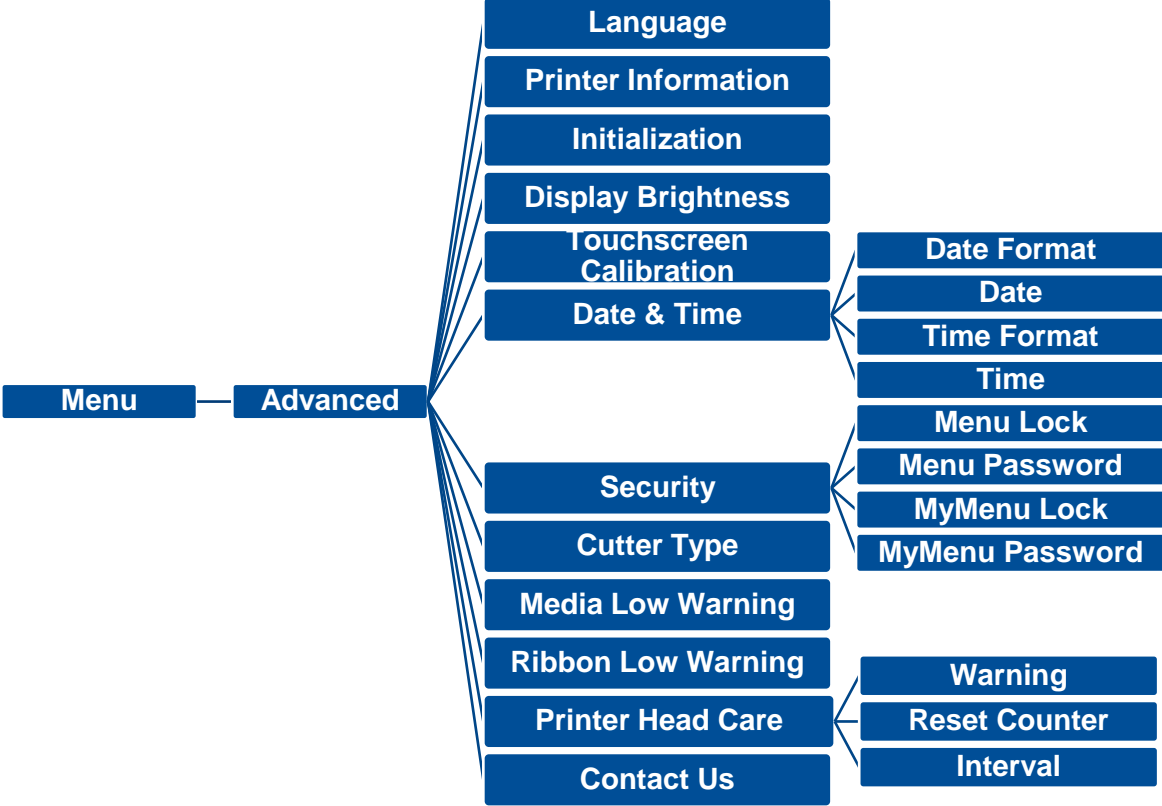 Menu
Advanced
Language
Printer Information
Initialization
Display Brightness
Touchscreen
Calibration
Date & Time
Date Format
Date
Time Format
Time
Security
Menu Lock
Menu Password
MyMenu Lock
MyMenu Password
Cutter Type
Media Low Warning
Ribbon Low Warning
Printer Head Care
Warning
Reset Counter
Interval
Contact Us